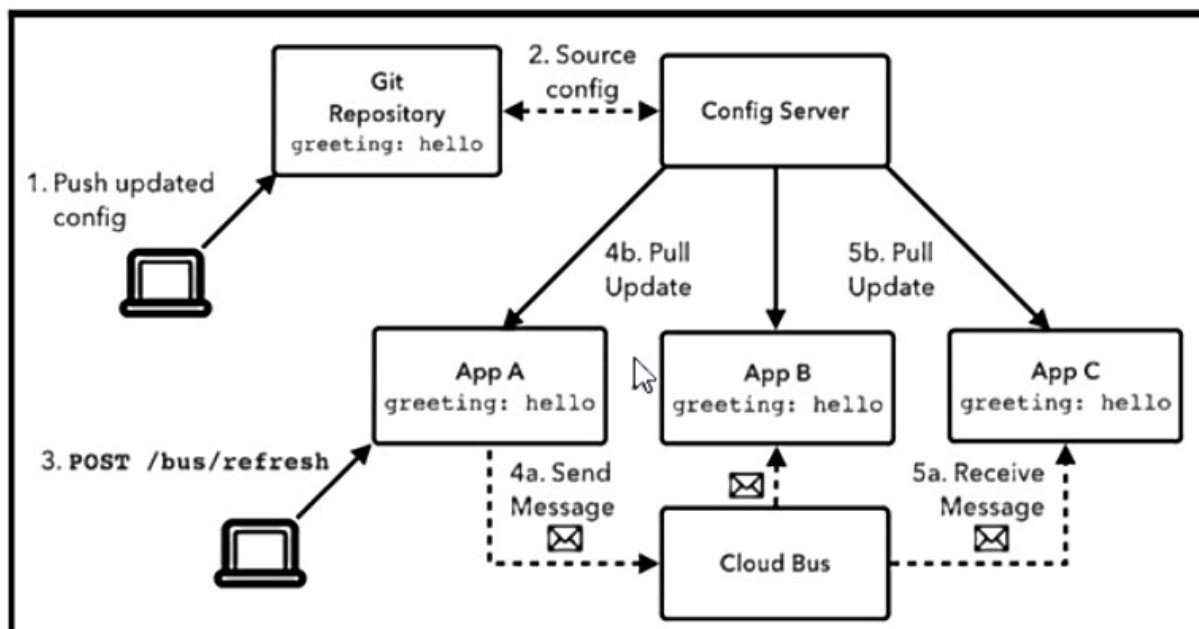 2. Source
config
Git
Repository
greeting: hello
Config Server
1. Push updated
config
4b. Pull
Update
5b. Pull
Update
App A
greeting: hello
App B
greeting: hello
App C
greeting: hello
3. POST /bus/refresh
4a. Send
Message
5a. Receive
Message
Cloud Bus